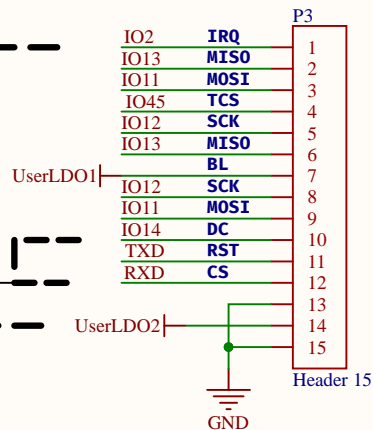 P3
IO2 IRQ 1
IO13 MISO 2
IO11 MOSI 3
IO45 TCS 4
IO12 SCK 5
IO13 MISO 6
UserLDO1 BL 7
IO12 SCK 8
IO11 MOSI 9
IO14 DC 10
TXD RST 11
RXD CS 12
13
UserLDO2 14
15
Header 15
GND